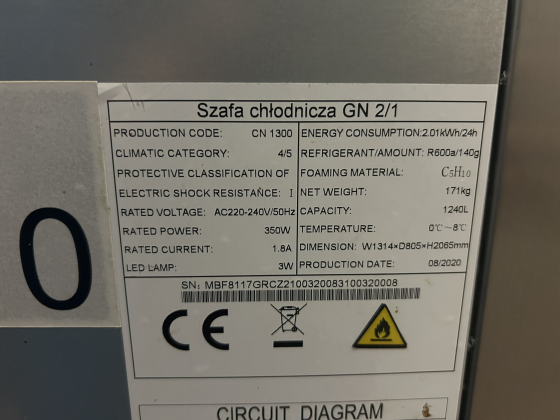 Szafa chłodnicza GN 2/1
PRODUCTION CODE: CN 1300
CLIMATIC CATEGORY: 4/5
PROTECTIVE CLASSIFICATION OF
ELECTRIC SHOCK RESISTANCE: I
RATED VOLTAGE: AC220-240V/50Hz
RATED POWER: 350W
RATED CURRENT: 1.8A
LED LAMP: 3W
ENERGY CONSUMPTION:2.01kWh/24h
REFRIGERANT/AMOUNT: R600a/140g
FOAMING MATERIAL: C5H10
NET WEIGHT: 171kg
CAPACITY: 1240L
TEMPERATURE: 0℃~8℃
DIMENSION: W1314×D805×H2065mm
PRODUCTION DATE: 08/2020
SN: MBF8117GRCZ2100320083100320008
CE
0
CIRCUIT DIAGRAM